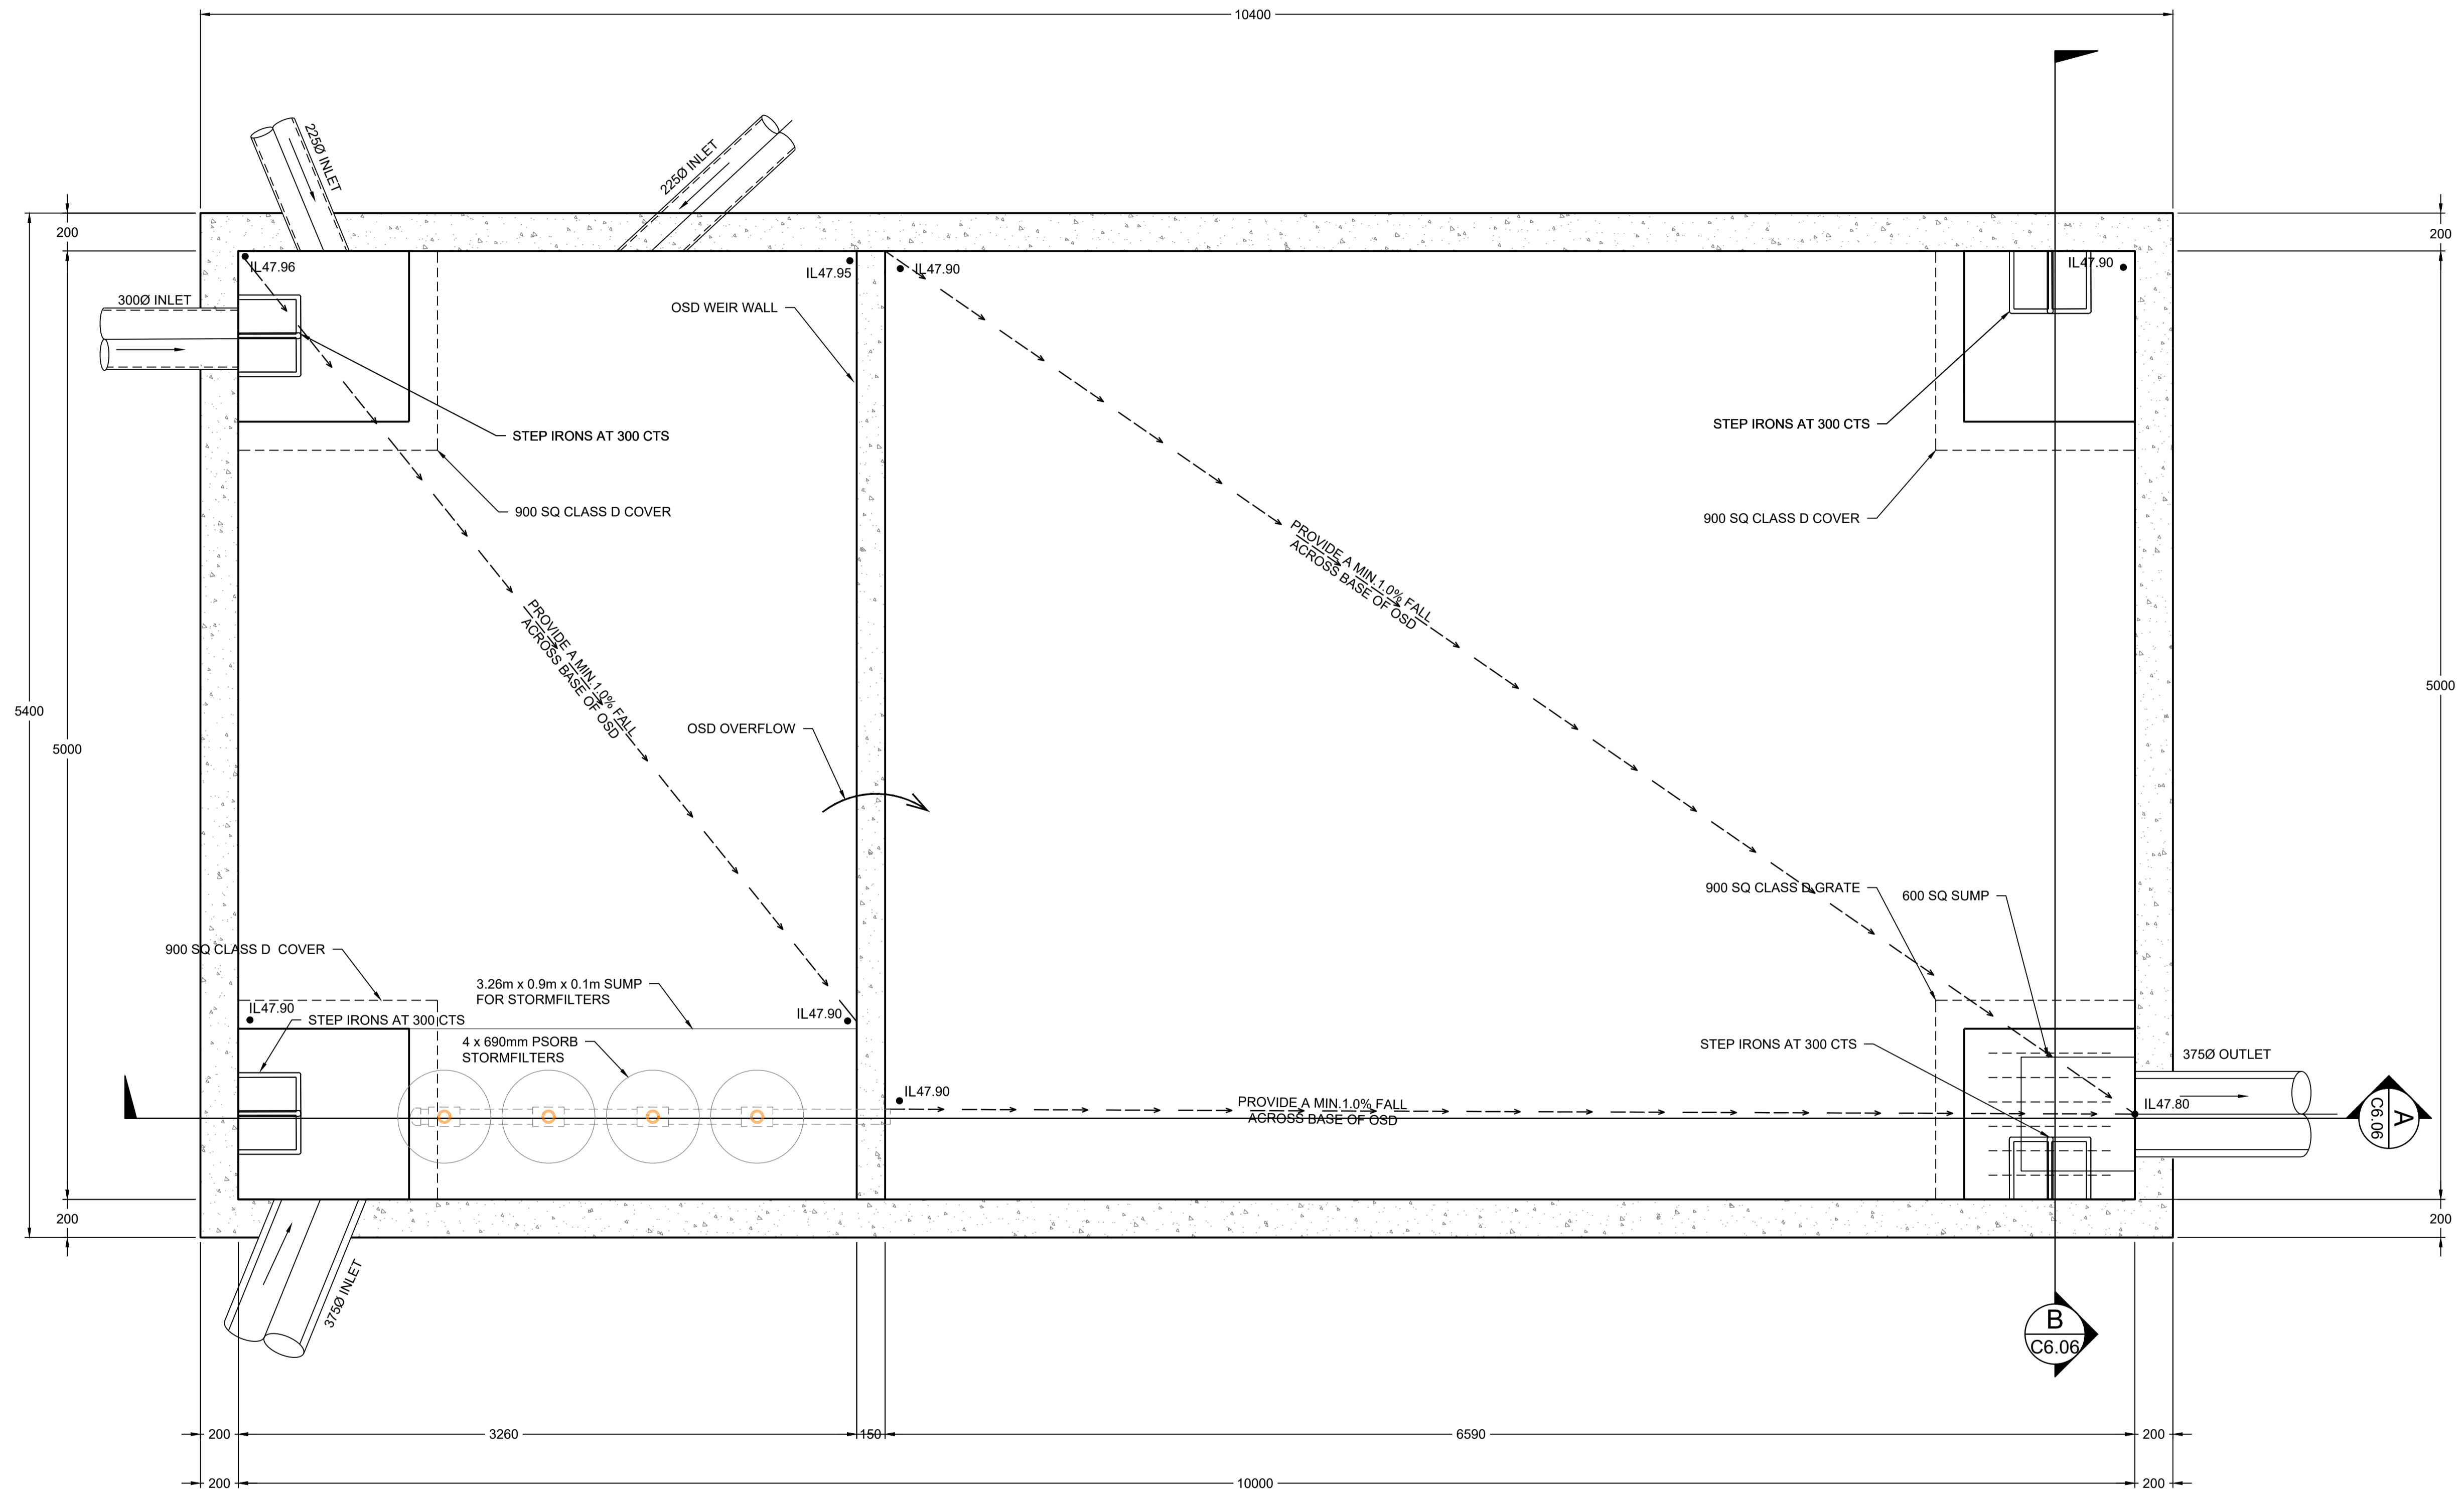 10400
225Ø INLET
225Ø INLET
200
200
IL47.96
IL47.95
IL47.90
IL47.90
300Ø INLET
OSD WEIR WALL
STEP IRONS AT 300 CTS
STEP IRONS AT 300 CTS
900 SQ CLASS D COVER
900 SQ CLASS D COVER
PROVIDE A MIN.1.0% FALL
ACROSS BASE OF OSD
PROVIDE A MIN.1.0% FALL
ACROSS BASE OF OSD
5400
5000
5000
OSD OVERFLOW
900 SQ CLASS D GRATE
600 SQ SUMP
900 SQ CLASS D  COVER
3.26m x 0.9m x 0.1m SUMP
FOR STORMFILTERS
IL47.90
STEP IRONS AT 300 CTS
IL47.90
4 x 690mm PSORB
STORMFILTERS
STEP IRONS AT 300 CTS
375Ø OUTLET
IL47.90
PROVIDE A MIN.1.0% FALL
ACROSS BASE OF OSD
IL47.80
A
C6.06
200
200
375Ø INLET
B
C6.06
200
3260
150
6590
200
200
10000
200